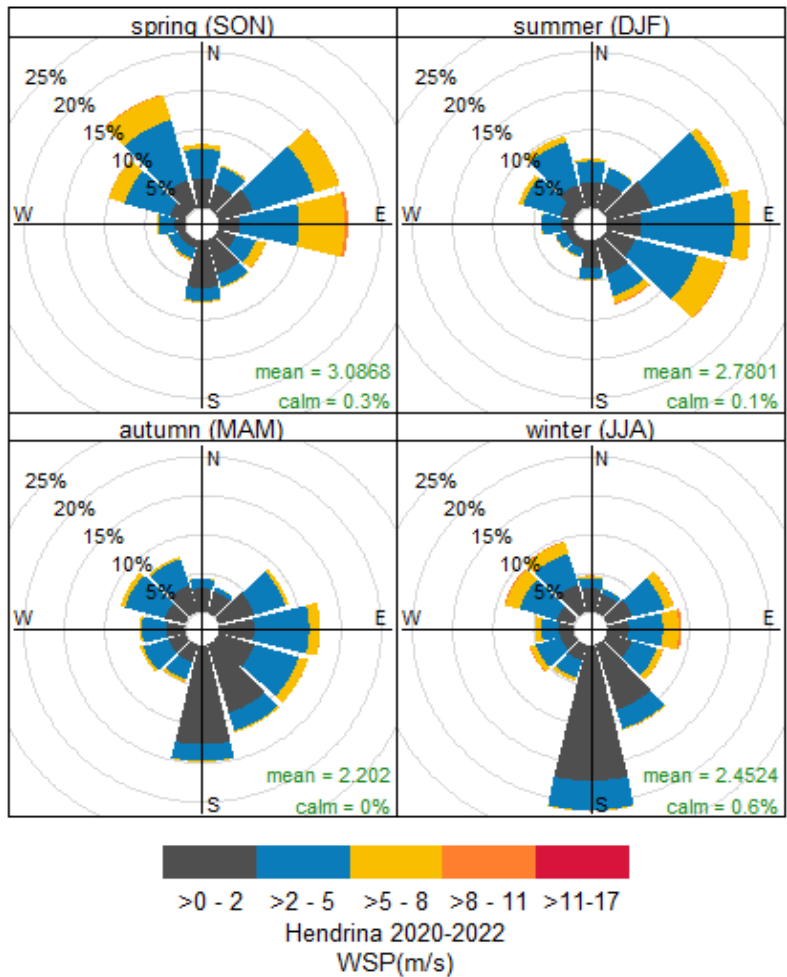 spring (SON)
N
25%
20%
15%
10%
5%
W
E
mean = 3.0868
S
calm = 0.3%
summer (DJF)
N
25%
20%
15%
10%
5%
W
E
mean = 2.7801
S
calm = 0.1%
autumn (MAM)
N
25%
20%
15%
10%
5%
W
E
mean = 2.202
S
calm = 0%
winter (JJA)
N
25%
20%
15%
10%
5%
W
E
mean = 2.4524
S
calm = 0.6%
>0 - 2 >2 - 5 >5 - 8 >8 - 11 >11-17
Hendrina 2020-2022
WSP(m/s)